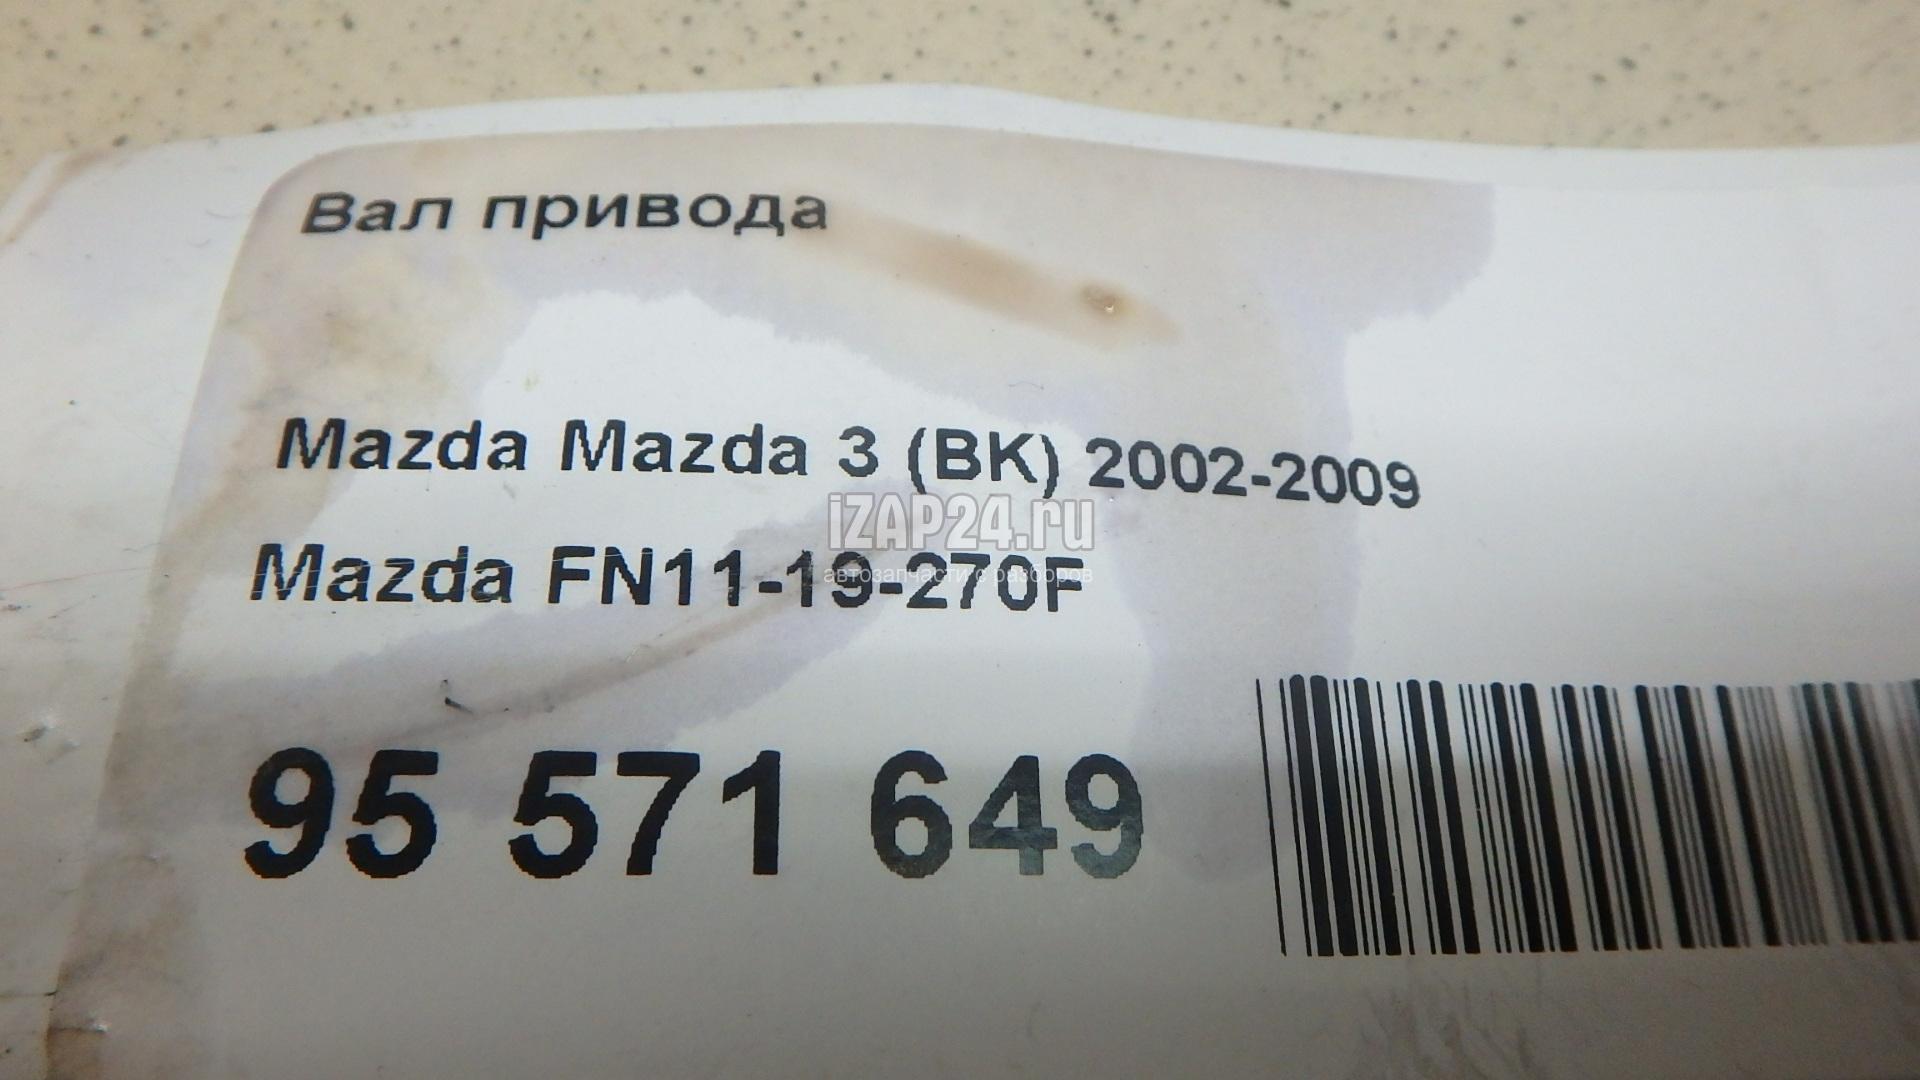 Вал привода
Mazda Mazda 3 (BK) 2002-2009
iZAP24.ru
Mazda FN11-19-270F
автозапчасти с разборов
95 571 649